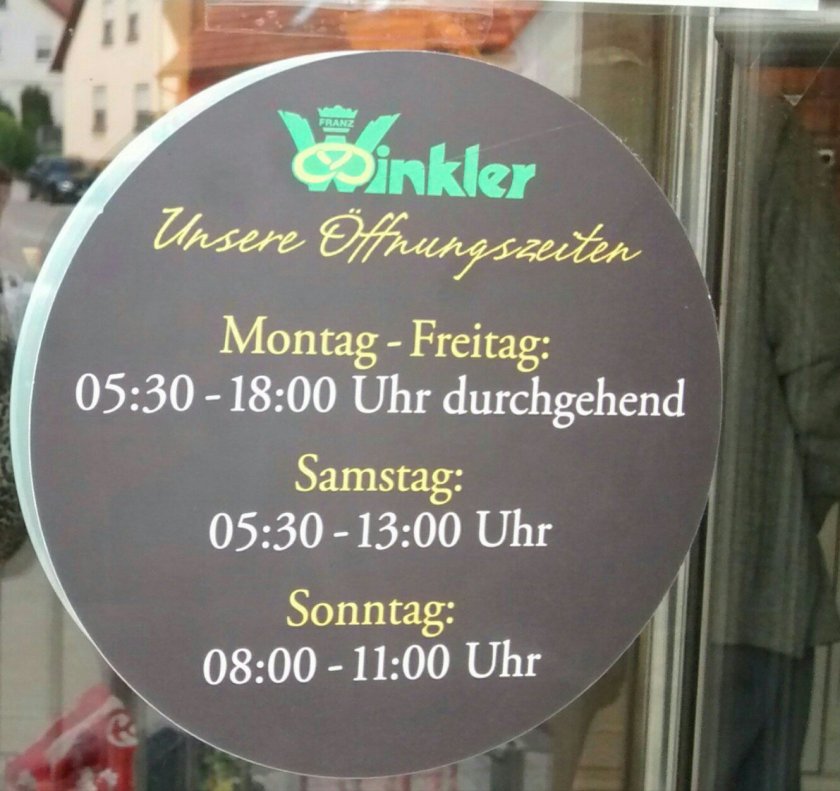 FRANZ
Winkler
Unsere Öffnungszeiten
Montag - Freitag:
05:30 - 18:00 Uhr durchgehend
Samstag:
05:30 - 13:00 Uhr
Sonntag:
08:00 - 11:00 Uhr